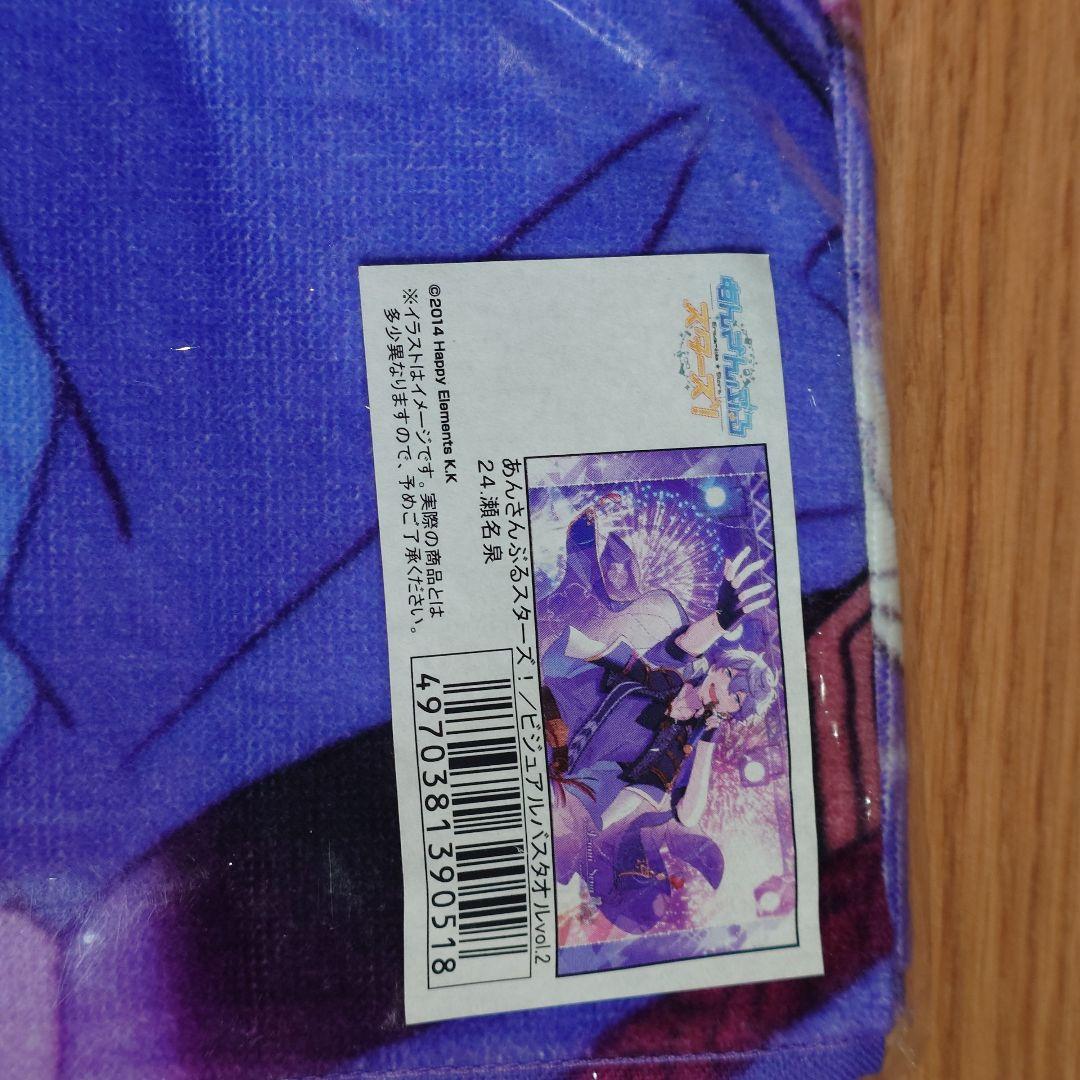 あんさんぶる
スターズ!
あんさんぶるスターズ!/ビジュアルバスタオルvol.2
24.瀬名泉
©2014 Happy Elements K.K
※イラストはイメージです。実際の商品とは
多少異なりますので、予めご了承ください。
4970381390518